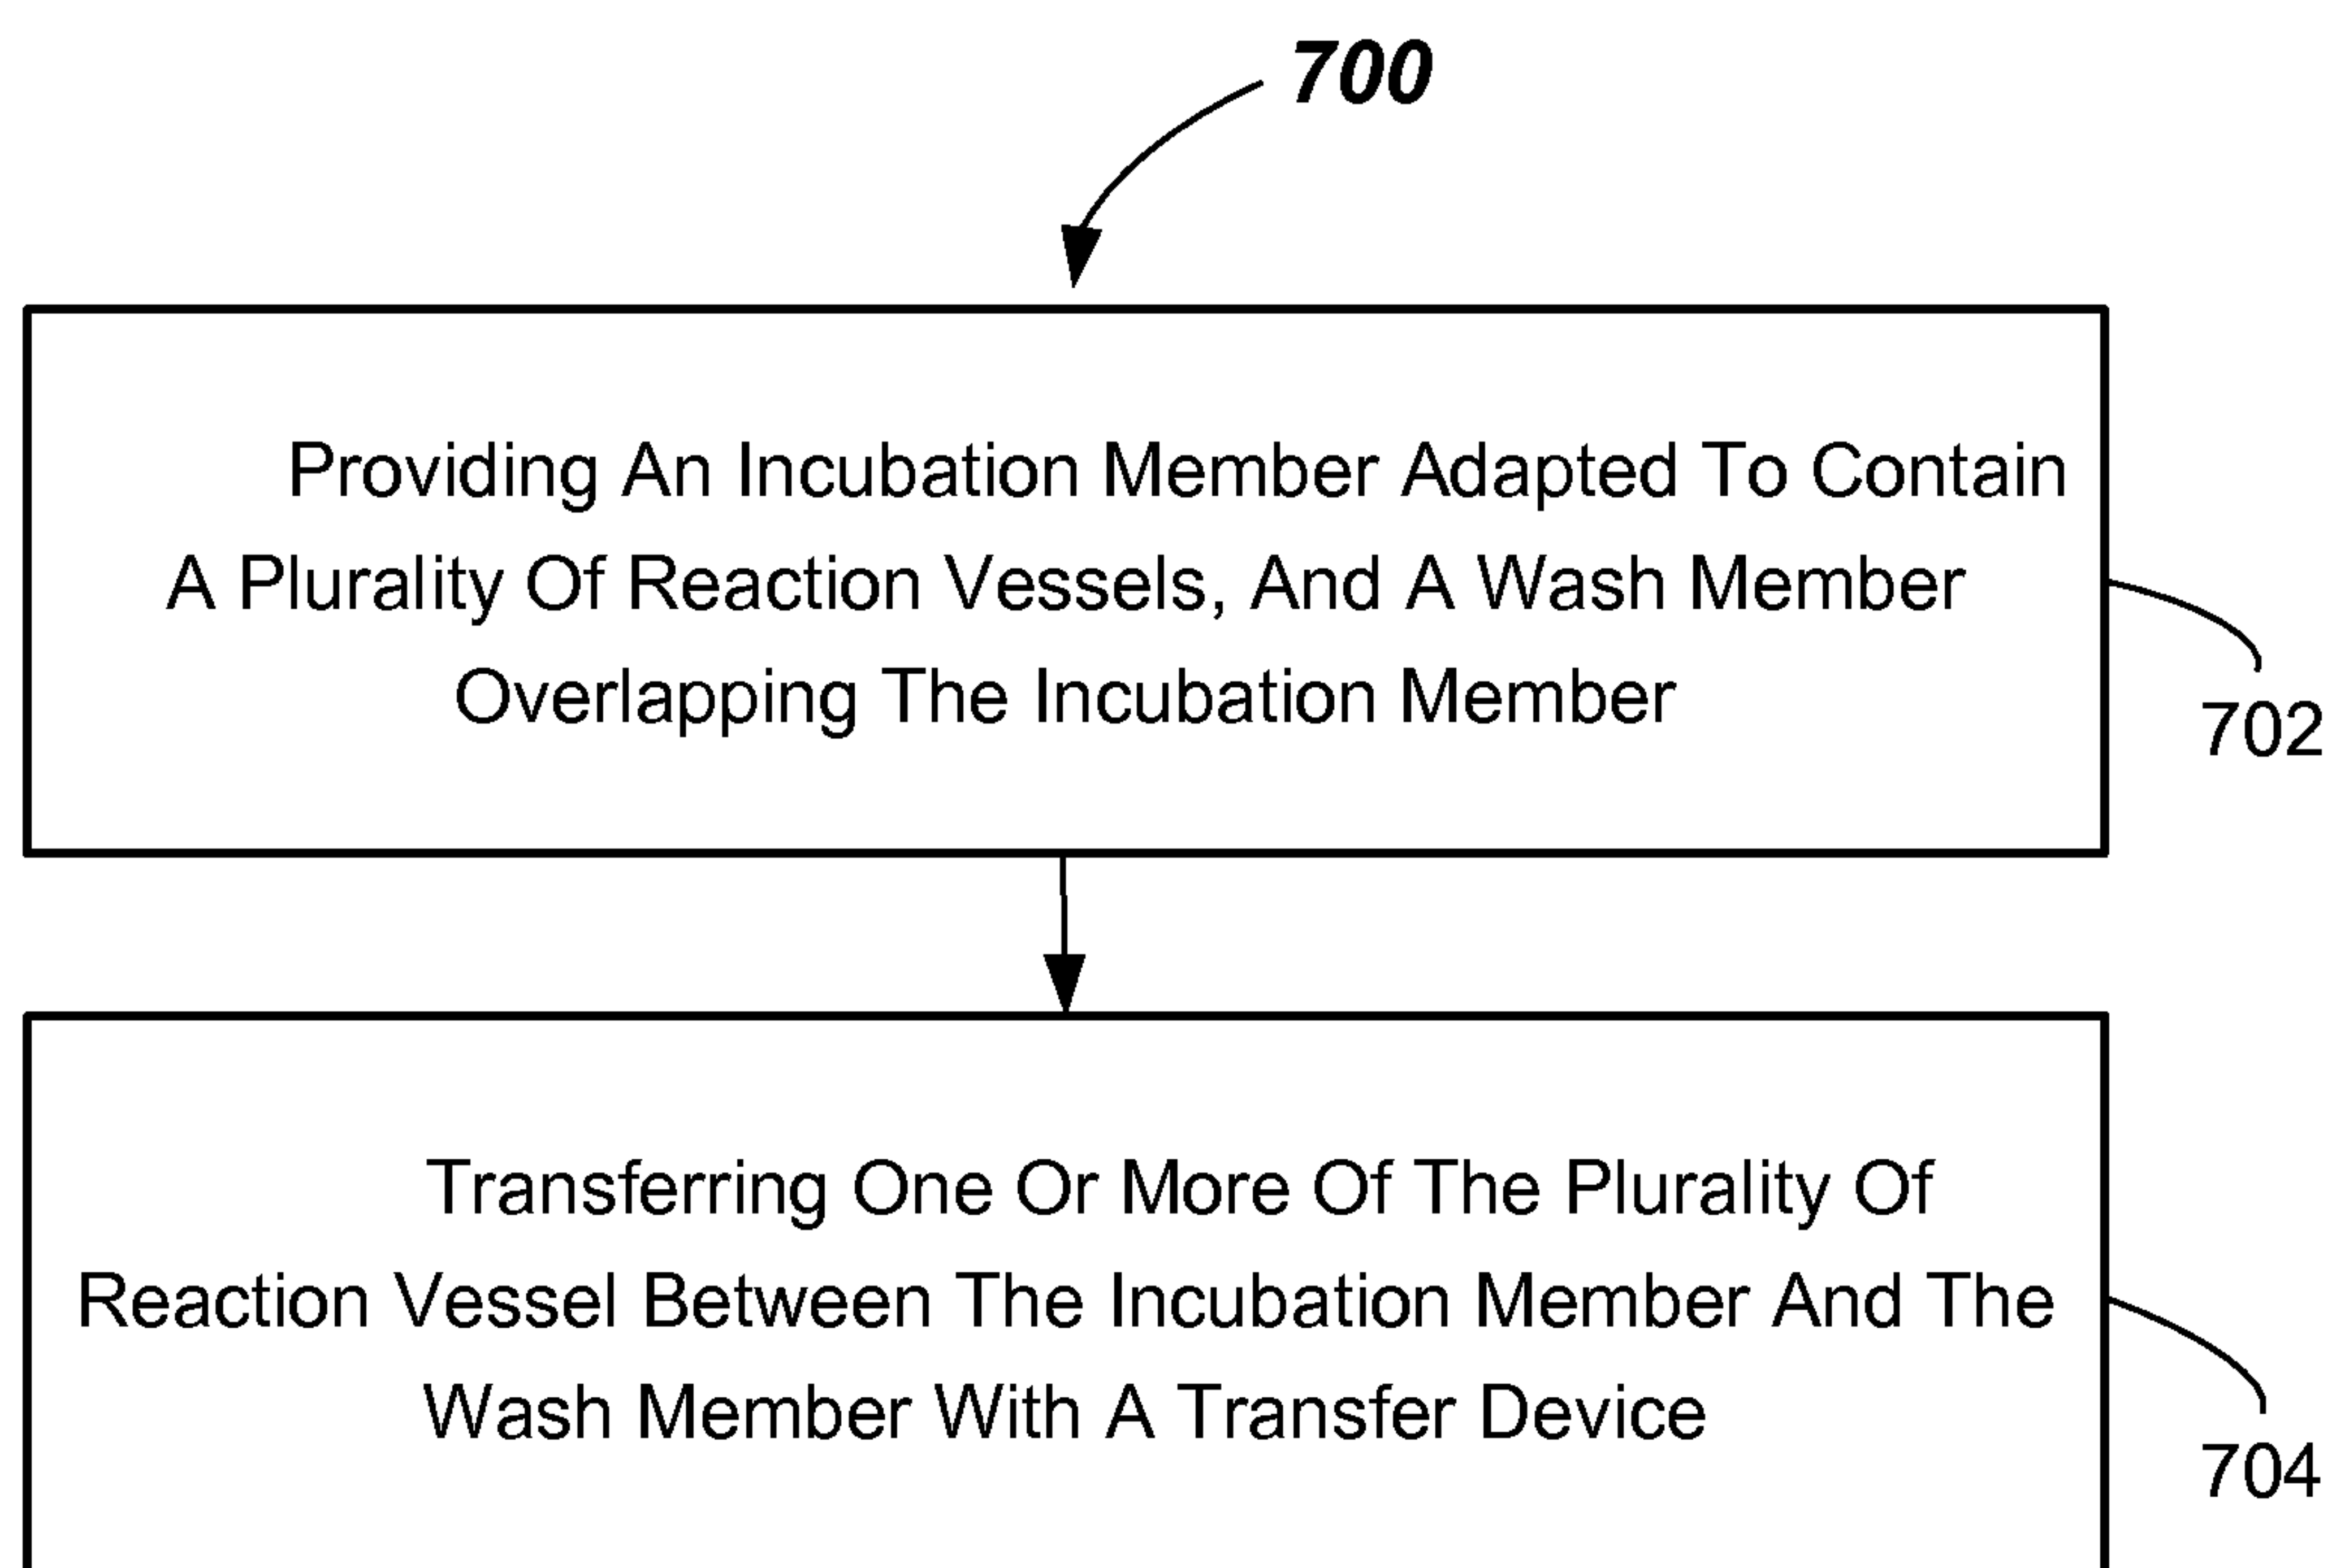 700
Providing An Incubation Member Adapted To Contain
A Plurality Of Reaction Vessels, And A Wash Member
Overlapping The Incubation Member
702
Transferring One Or More Of The Plurality Of
Reaction Vessel Between The Incubation Member And The
Wash Member With A Transfer Device
704